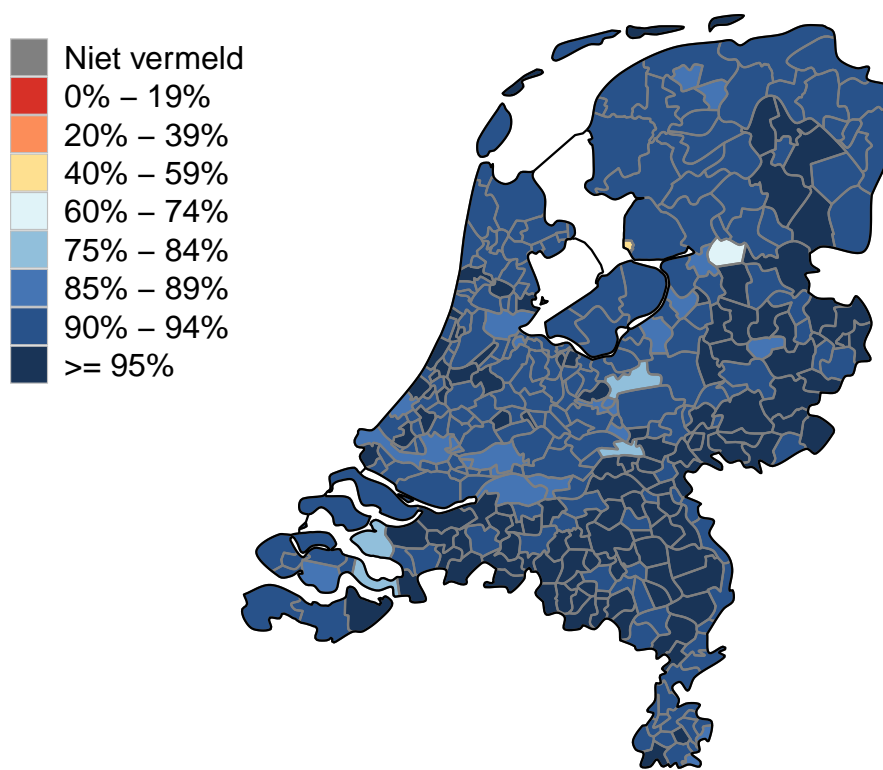 Niet vermeld
0% – 19%
20% – 39%
40% – 59%
60% – 74%
75% – 84%
85% – 89%
90% – 94%
>= 95%